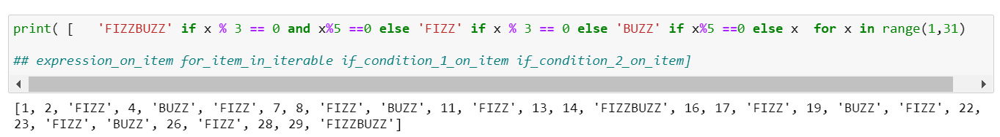 print( [   'FIZZBUZZ' if x % 3 == 0 and x%5 ==0 else 'FIZZ' if x % 3 == 0 else 'BUZZ' if x%5 ==0 else x  for x in range(1,31)
## expression_on_item for_item_in_iterable if_condition_1_on_item if_condition_2_on_item]
[1, 2, 'FIZZ', 4, 'BUZZ', 'FIZZ', 7, 8, 'FIZZ', 'BUZZ', 11, 'FIZZ', 13, 14, 'FIZZBUZZ', 16, 17, 'FIZZ', 19, 'BUZZ', 'FIZZ', 22,
23, 'FIZZ', 'BUZZ', 26, 'FIZZ', 28, 29, 'FIZZBUZZ']